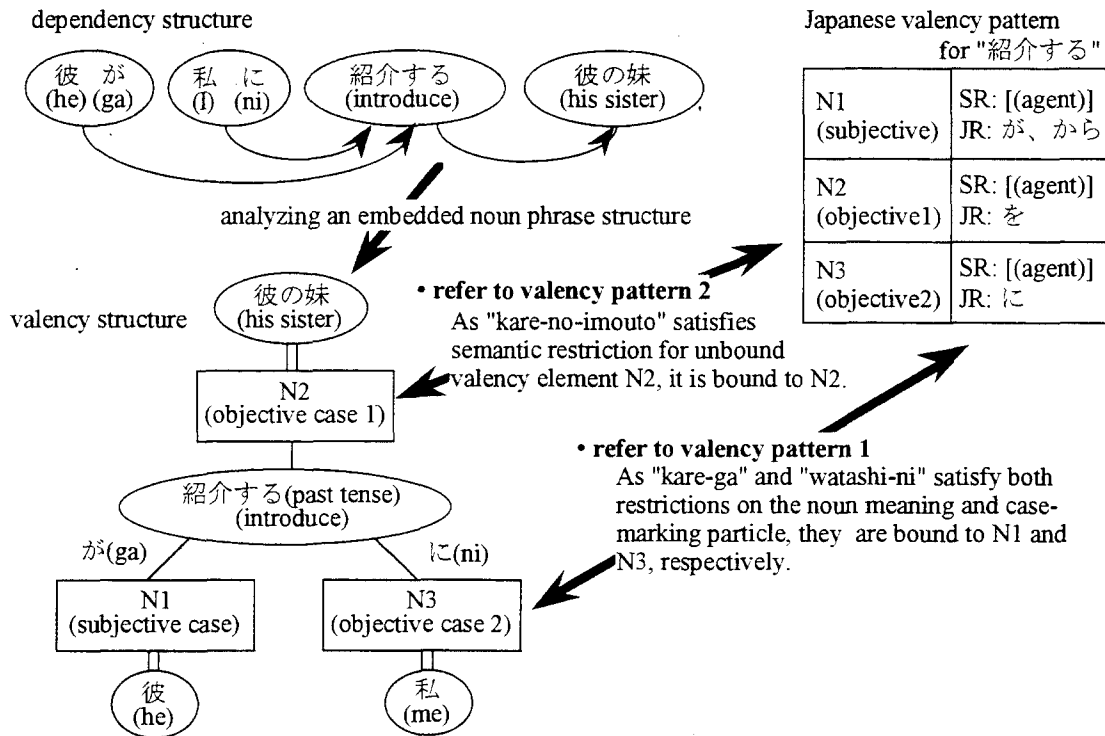 dependency structure
彼 が
(he) (ga)
私 に
(I) (ni)
紹介する
(introduce)
彼の妹
(his sister)
Japanese valency pattern
for "紹介する"
N1
(subjective)
SR: [(agent)]
JR: が、から
N2
(objective1)
SR: [(agent)]
JR: を
N3
(objective2)
SR: [(agent)]
JR: に
analyzing an embedded noun phrase structure
valency structure
彼の妹
(his sister)
• refer to valency pattern 2
As "kare-no-imouto" satisfies
semantic restriction for unbound
valency element N2, it is bound to N2.
N2
(objective case 1)
紹介する(past tense)
(introduce)
が(ga)
に(ni)
• refer to valency pattern 1
As "kare-ga" and "watashi-ni" satisfy both
restrictions on the noun meaning and case-
marking particle, they are bound to N1 and
N3, respectively.
N1
(subjective case)
N3
(objective case 2)
彼
(he)
私
(me)